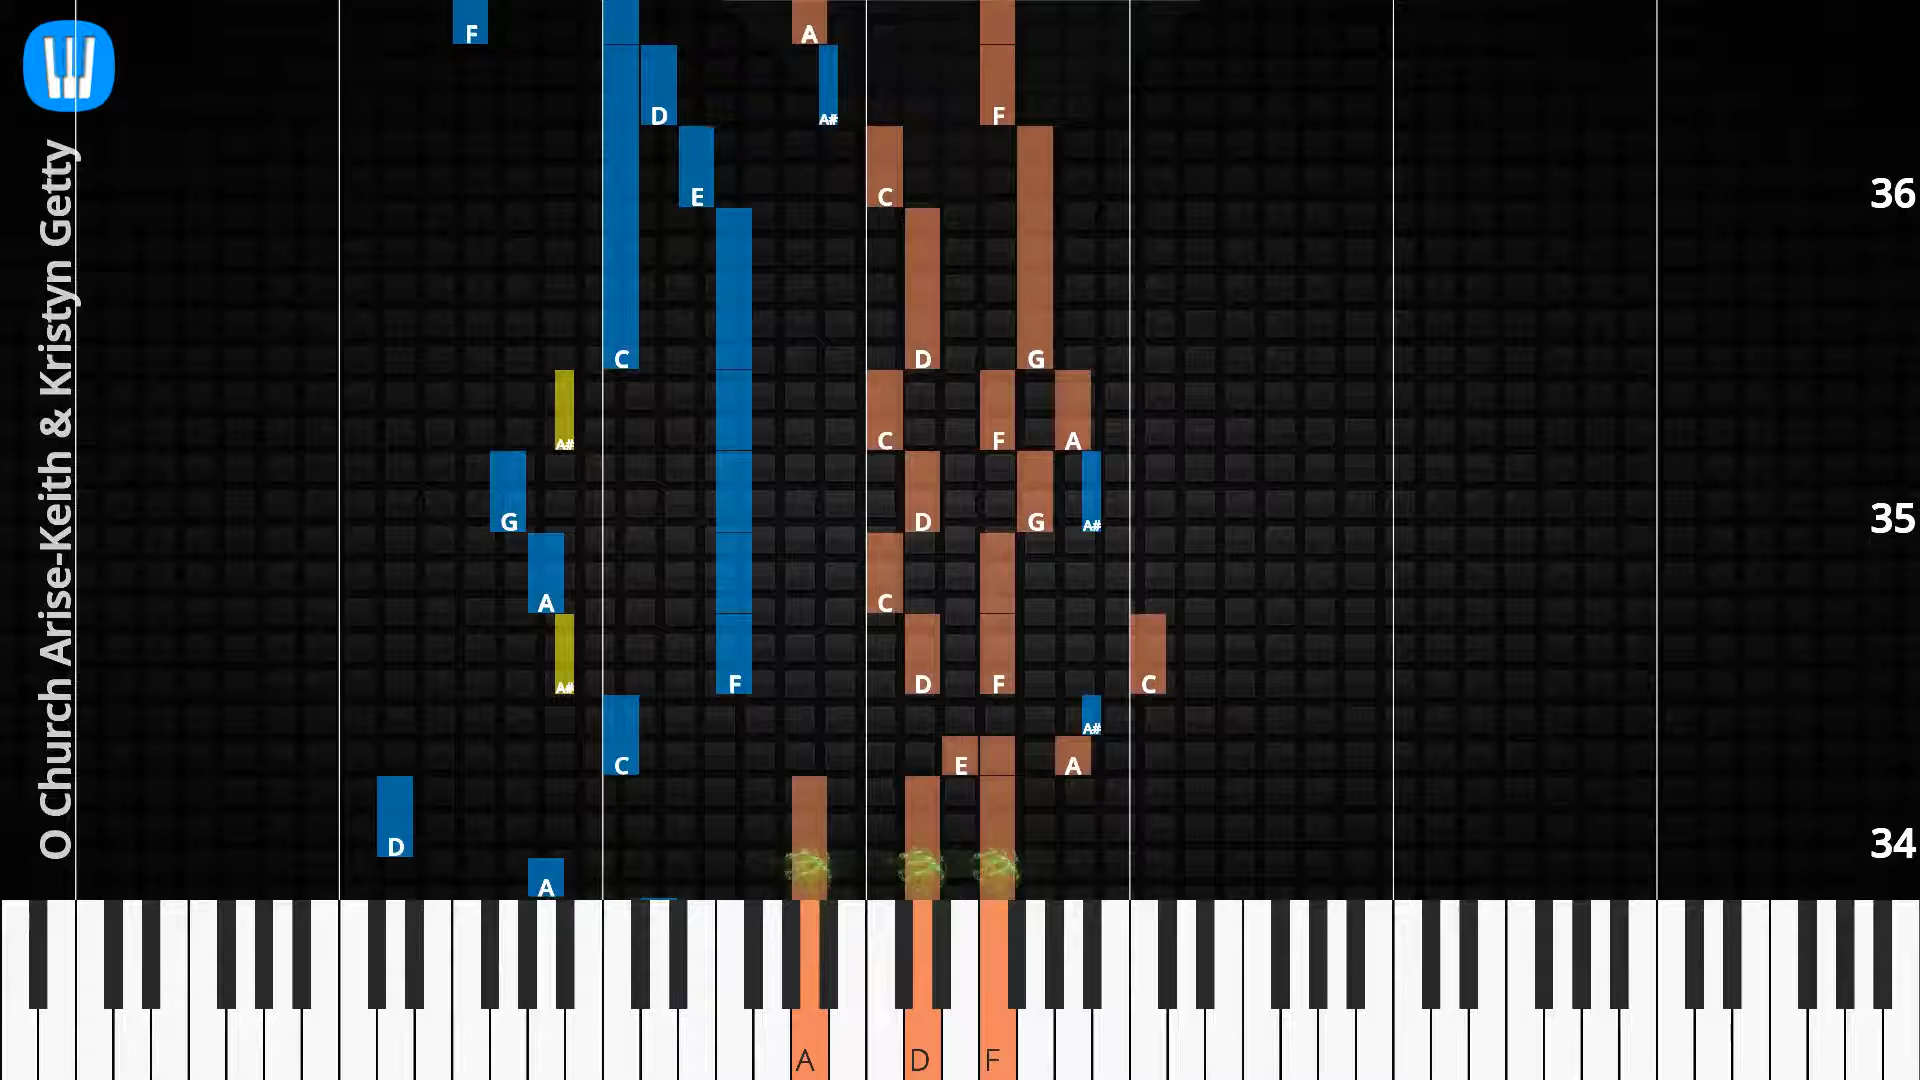 O Church Arise-Keith & Kristyn Getty
F A
D A# F
36
E C
C D G
A# C F A
35
G D G A#
A C
A# F D F C
A#
C E A
34
D
A
A D F